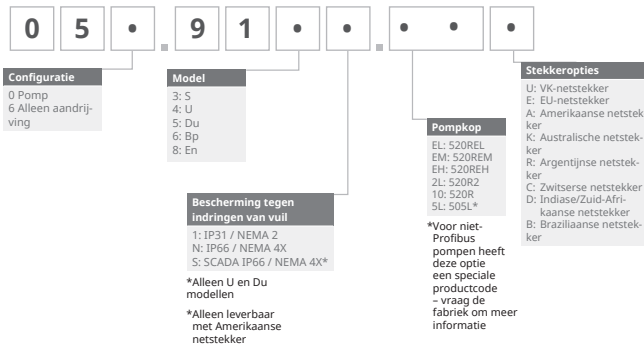 0 5 • . 9 1 • • . • • •
Configuratie
0 Pomp
6 Alleen aandrij-
ving
Model
3: S
4: U
5: Du
6: Bp
8: En
Bescherming tegen
indringen van vuil
1: IP31 / NEMA 2
N: IP66 / NEMA 4X
S: SCADA IP66 / NEMA 4X*
*Alleen U en Du
modellen
*Alleen leverbaar
met Amerikaanse
netstekker
Pompkop
EL: 520REL
EM: 520REM
EH: 520REH
2L: 520R2
10: 520R
5L: 505L*
*Voor niet-
Profibus
pompen heeft
deze optie
een speciale
productcode
– vraag de
fabriek om meer
informatie
Stekkeropties
U: VK-netstekker
E: EU-netstekker
A: Amerikaanse netstek-
ker
K: Australische netstek-
ker
R: Argentijnse netstek-
ker
C: Zwitserse netstekker
D: Indiase/Zuid-Afri-
kaanse netstekker
B: Braziliaanse netstek-
ker